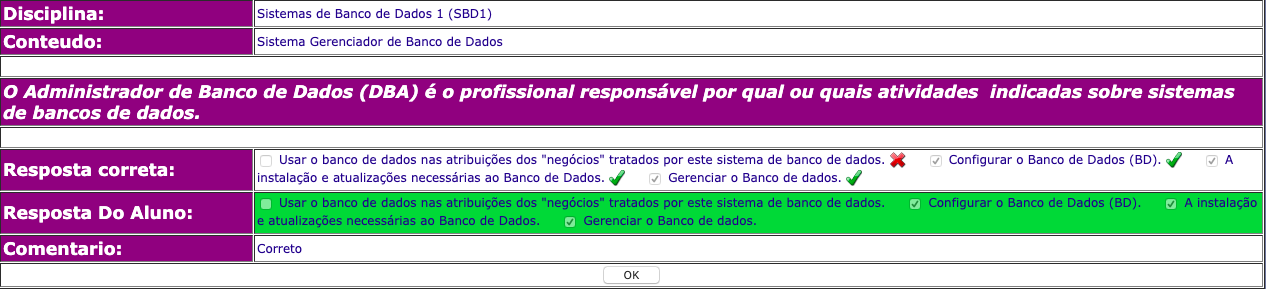 Disciplina: Sistemas de Banco de Dados 1 (SBD1)
Conteudo: Sistema Gerenciador de Banco de Dados
O Administrador de Banco de Dados (DBA) é o profissional responsável por qual ou quais atividades  indicadas sobre sistemas
de bancos de dados.
Resposta correta: Usar o banco de dados nas atribuições dos "negócios" tratados por este sistema de banco de dados. Configurar o Banco de Dados (BD). A
instalação e atualizações necessárias ao Banco de Dados. Gerenciar o Banco de dados.
Resposta Do Aluno: Usar o banco de dados nas atribuições dos "negócios" tratados por este sistema de banco de dados. Configurar o Banco de Dados (BD). A instalação
e atualizações necessárias ao Banco de Dados. Gerenciar o Banco de dados.
Comentario: Correto
OK